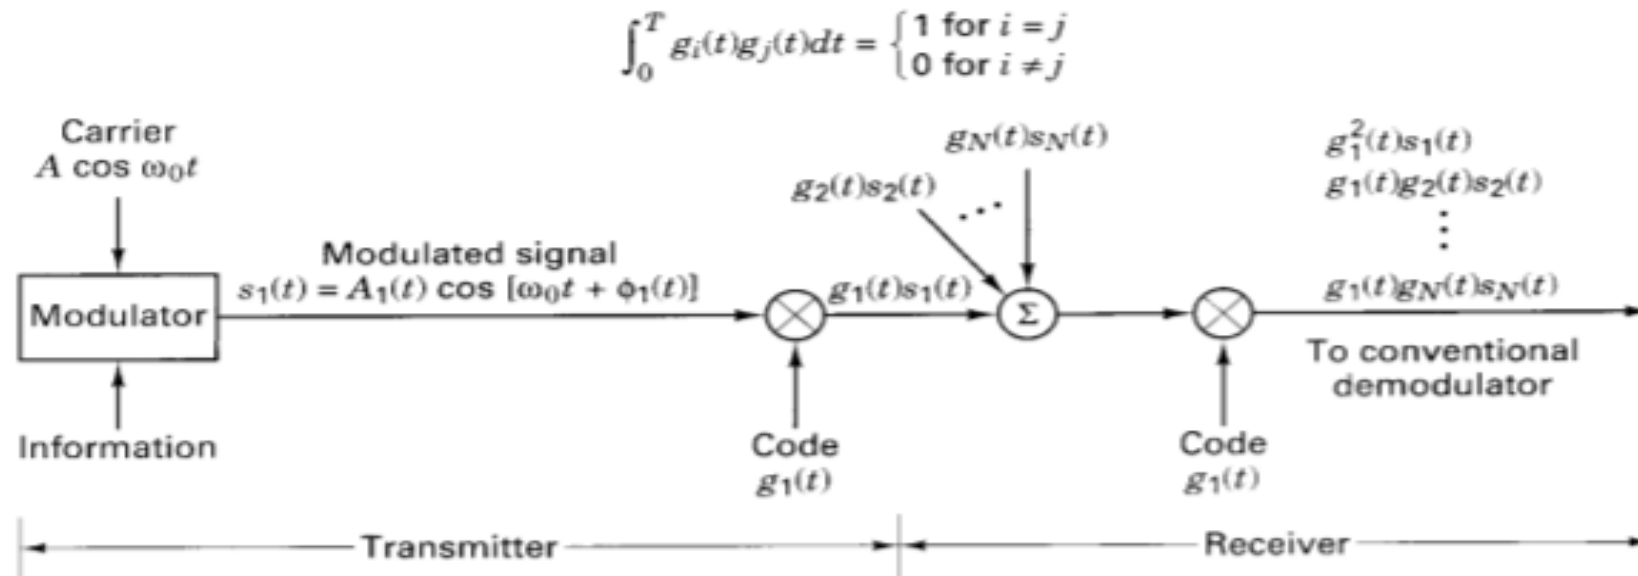 ∫₀ᵀ gᵢ(t)gⱼ(t)dt = {1 for i = j
0 for i ≠ j
Carrier
A cos ω₀t
g_N(t)s_N(t)
g₂(t)s₂(t)
g₁²(t)s₁(t)
g₁(t)g₂(t)s₂(t)
⋮
g₁(t)g_N(t)s_N(t)
Modulated signal
s₁(t) = A₁(t) cos [ω₀t + ϕ₁(t)]
Modulator
g₁(t)s₁(t)
Σ
To conventional
demodulator
Information
Code
g₁(t)
Code
g₁(t)
Transmitter
Receiver